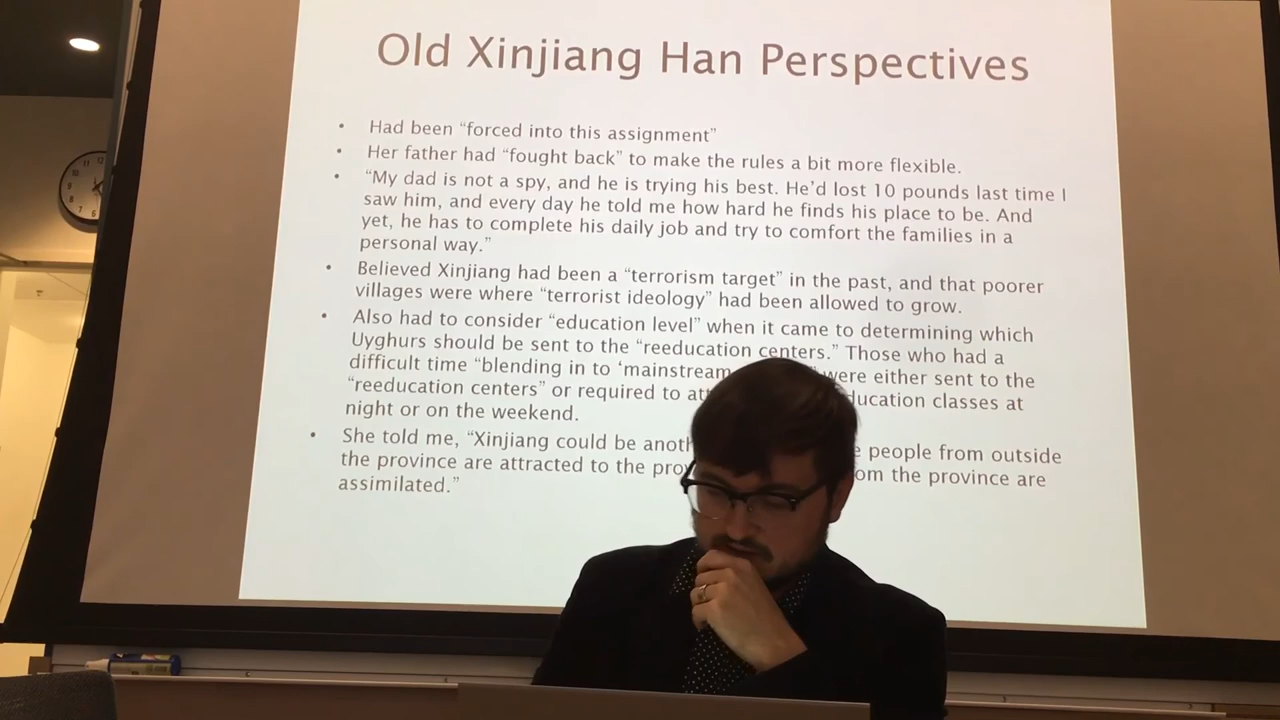 Old Xinjiang Han Perspectives
• Had been “forced into this assignment”
• Her father had “fought back” to make the rules a bit more flexible.
• “My dad is not a spy, and he is trying his best. He’d lost 10 pounds last time I
saw him, and every day he told me how hard he finds his place to be. And
yet, he has to complete his daily job and try to comfort the families in a
personal way.”
• Believed Xinjiang had been a “terrorism target” in the past, and that poorer
villages were where “terrorist ideology” had been allowed to grow.
• Also had to consider “education level” when it came to determining which
Uyghurs should be sent to the “reeducation centers.” Those who had a
difficult time “blending in to ‘mainstream were either sent to the
“reeducation centers” or required to classes at
night or on the weekend.
• She told me, “Xinjiang could be people from outside
the province are attracted to the the province are
assimilated.”